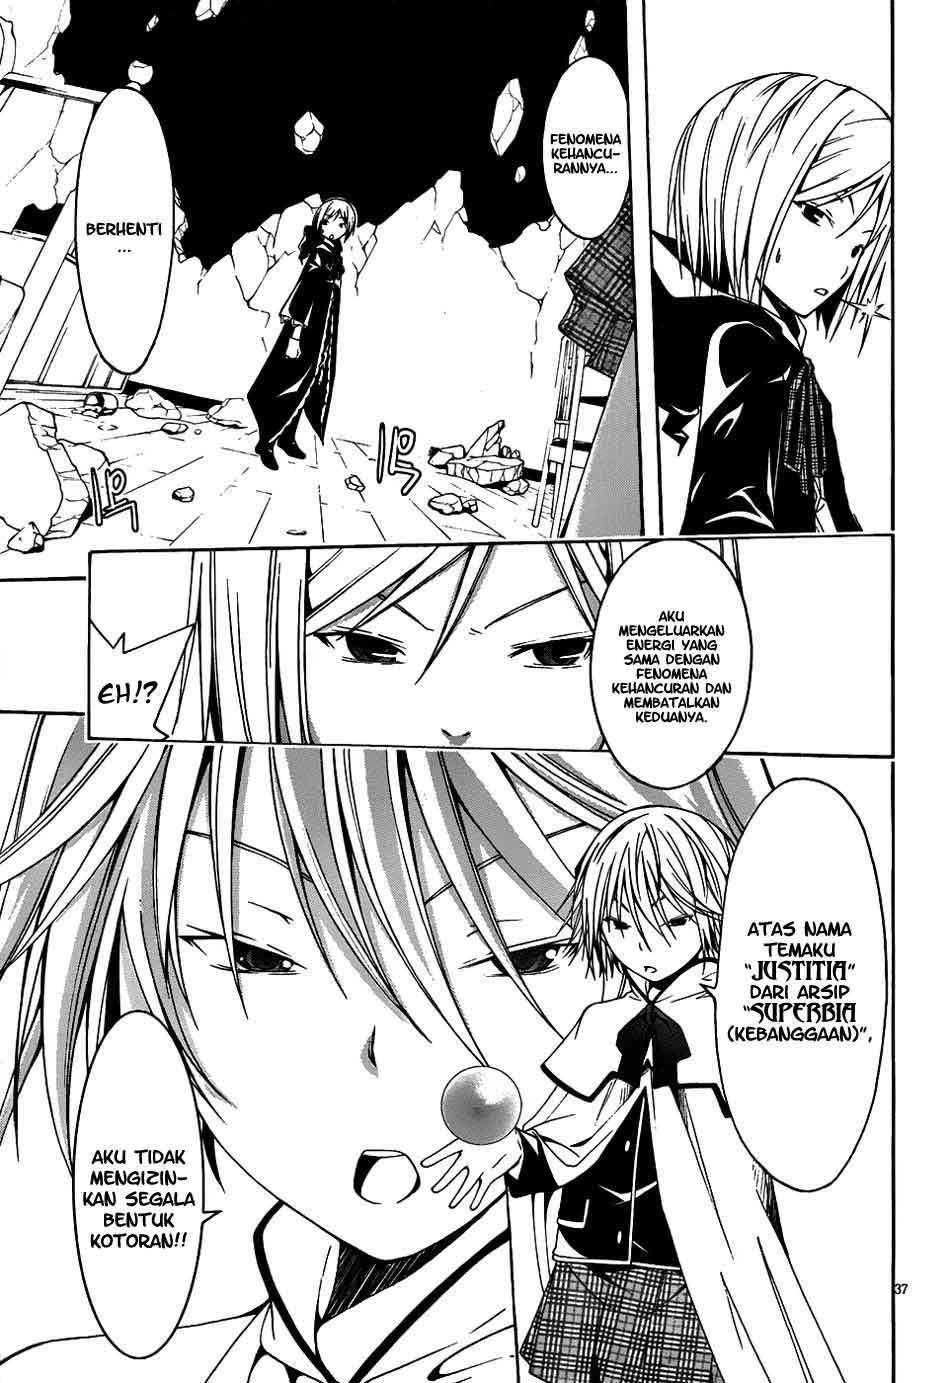 FENOMENA
KEHANCU-
RANNYA...
BERHENTI
...
AKU
MENGELUARKAN
ENERGI YANG
SAMA DENGAN
FENOMENA
KEHANCURAN DAN
MEMBATALKAN
KEDUANYA.
EH!?
ATAS NAMA
TEMAKU
"JUSTITIA"
DARI ARSIP
"SUPERBIA
(KEBANGGAAN)",
AKU TIDAK
MENGIZIN-
KAN SEGALA
BENTUK
KOTORAN!!
37